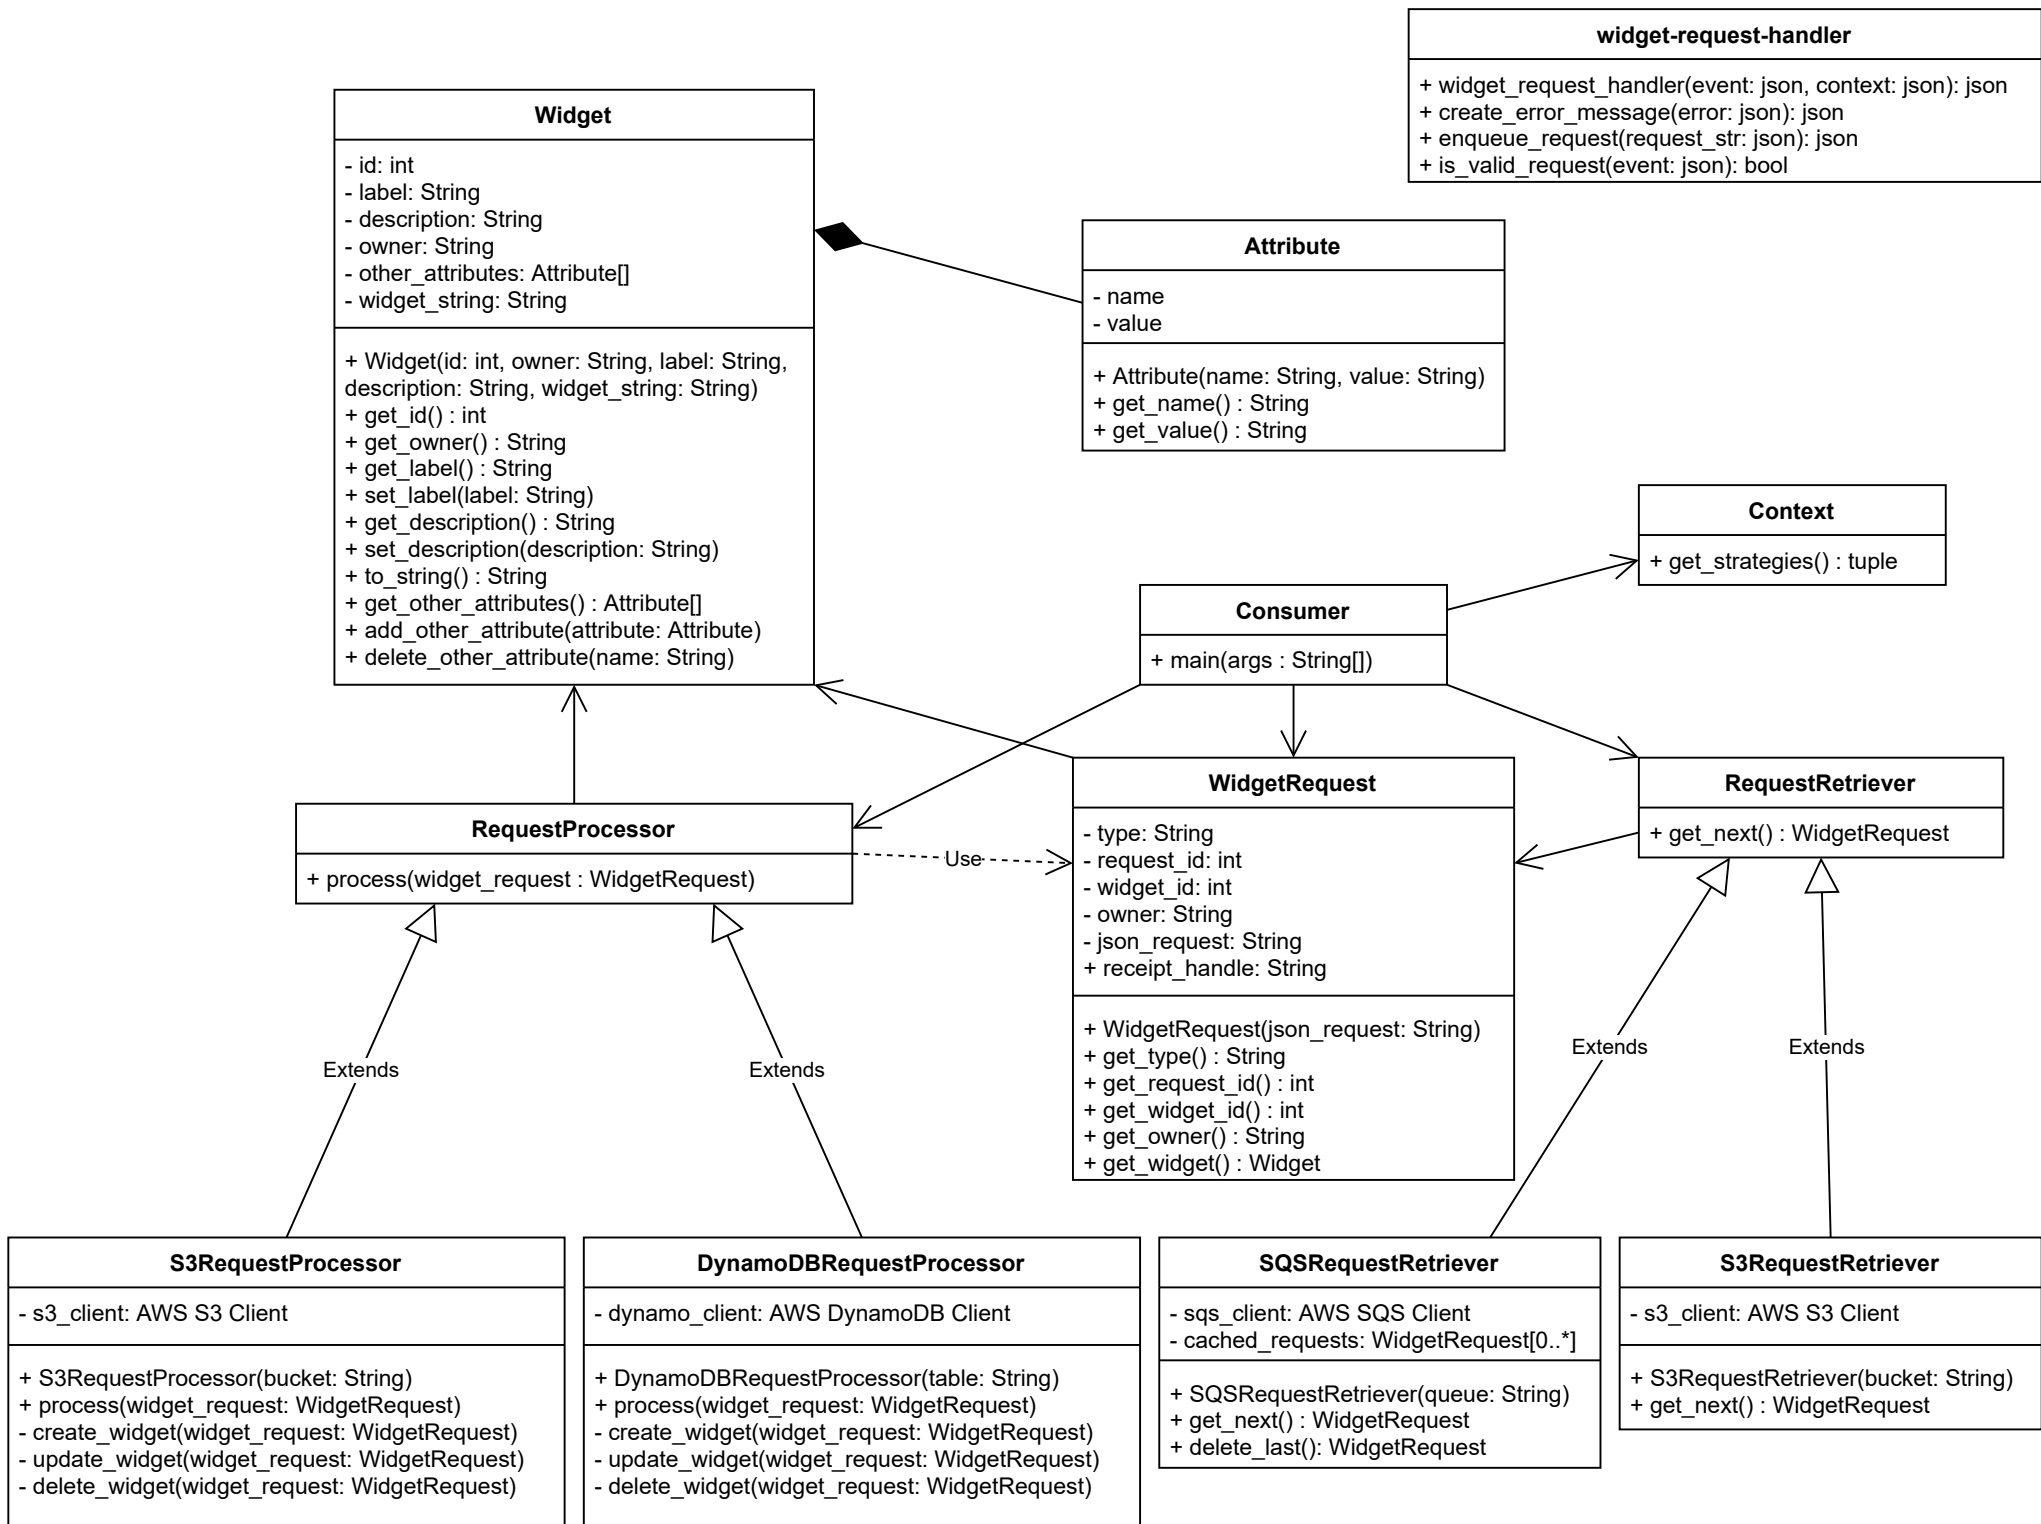 widget-request-handler
+ widget_request_handler(event: json, context: json): json
+ create_error_message(error: json): json
+ enqueue_request(request_str: json): json
+ is_valid_request(event: json): bool
Widget
- id: int
- label: String
- description: String
- owner: String
- other_attributes: Attribute[]
- widget_string: String
+ Widget(id: int, owner: String, label: String,
description: String, widget_string: String)
+ get_id() : int
+ get_owner() : String
+ get_label() : String
+ set_label(label: String)
+ get_description() : String
+ set_description(description: String)
+ to_string() : String
+ get_other_attributes() : Attribute[]
+ add_other_attribute(attribute: Attribute)
+ delete_other_attribute(name: String)
Attribute
- name
- value
+ Attribute(name: String, value: String)
+ get_name() : String
+ get_value() : String
Context
+ get_strategies() : tuple
Consumer
+ main(args : String[])
RequestProcessor
+ process(widget_request : WidgetRequest)
Use
WidgetRequest
- type: String
- request_id: int
- widget_id: int
- owner: String
- json_request: String
+ receipt_handle: String
+ WidgetRequest(json_request: String)
+ get_type() : String
+ get_request_id() : int
+ get_widget_id() : int
+ get_owner() : String
+ get_widget() : Widget
RequestRetriever
+ get_next() : WidgetRequest
Extends
Extends
Extends
Extends
S3RequestProcessor
- s3_client: AWS S3 Client
+ S3RequestProcessor(bucket: String)
+ process(widget_request: WidgetRequest)
- create_widget(widget_request: WidgetRequest)
- update_widget(widget_request: WidgetRequest)
- delete_widget(widget_request: WidgetRequest)
DynamoDBRequestProcessor
- dynamo_client: AWS DynamoDB Client
+ DynamoDBRequestProcessor(table: String)
+ process(widget_request: WidgetRequest)
- create_widget(widget_request: WidgetRequest)
- update_widget(widget_request: WidgetRequest)
- delete_widget(widget_request: WidgetRequest)
SQSRequestRetriever
- sqs_client: AWS SQS Client
- cached_requests: WidgetRequest[0..*]
+ SQSRequestRetriever(queue: String)
+ get_next() : WidgetRequest
+ delete_last(): WidgetRequest
S3RequestRetriever
- s3_client: AWS S3 Client
+ S3RequestRetriever(bucket: String)
+ get_next() : WidgetRequest